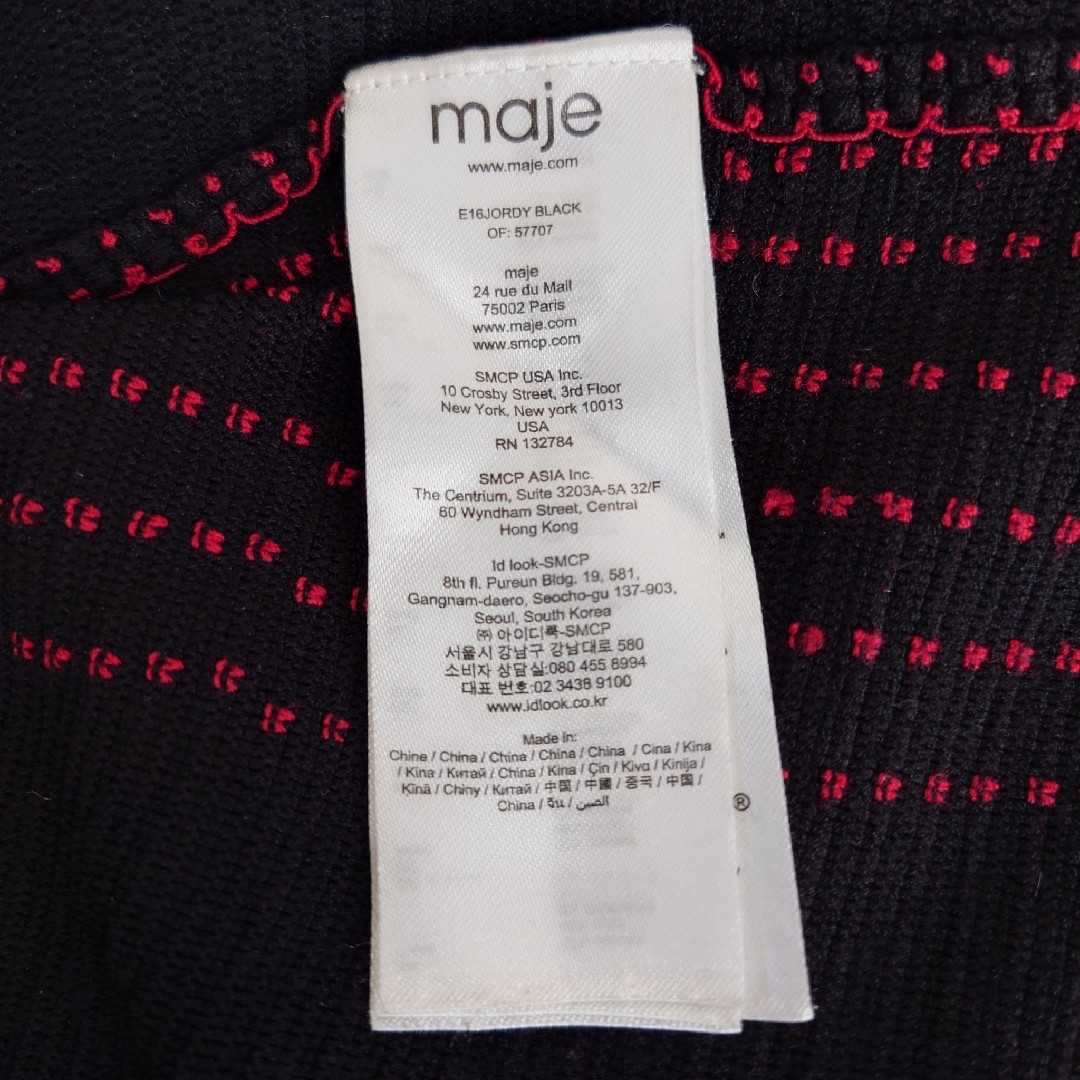 maje
www.maje.com
E16JORDY BLACK
OF: 57707
maje
24 rue du Mail
75002 Paris
www.maje.com
www.smcp.com
SMCP USA Inc.
10 Crosby Street, 3rd Floor
New York, New york 10013
USA
RN 132784
SMCP ASIA Inc.
The Centrium, Suite 3203A-5A 32/F
60 Wyndham Street, Central
Hong Kong
Id look-SMCP
8th fl. Pureun Bldg. 19, 581,
Gangnam-daero, Seocho-gu 137-903,
Seoul, South Korea
㈜ 아이디룩-SMCP
서울시 강남구 강남대로 580
소비자 상담실:080 455 8994
대표 번호:02 3438 9100
www.idlook.co.kr
Made in:
Chine / China / China / China / China / Cina / Kina
/ Kina / Китай / China / Kina / Çin / Κίνα / Kinija /
Ķīnā / Chiny / Китай / 中国 / 中國 / 중국 / 中国 /
China / จีน / الصين
®